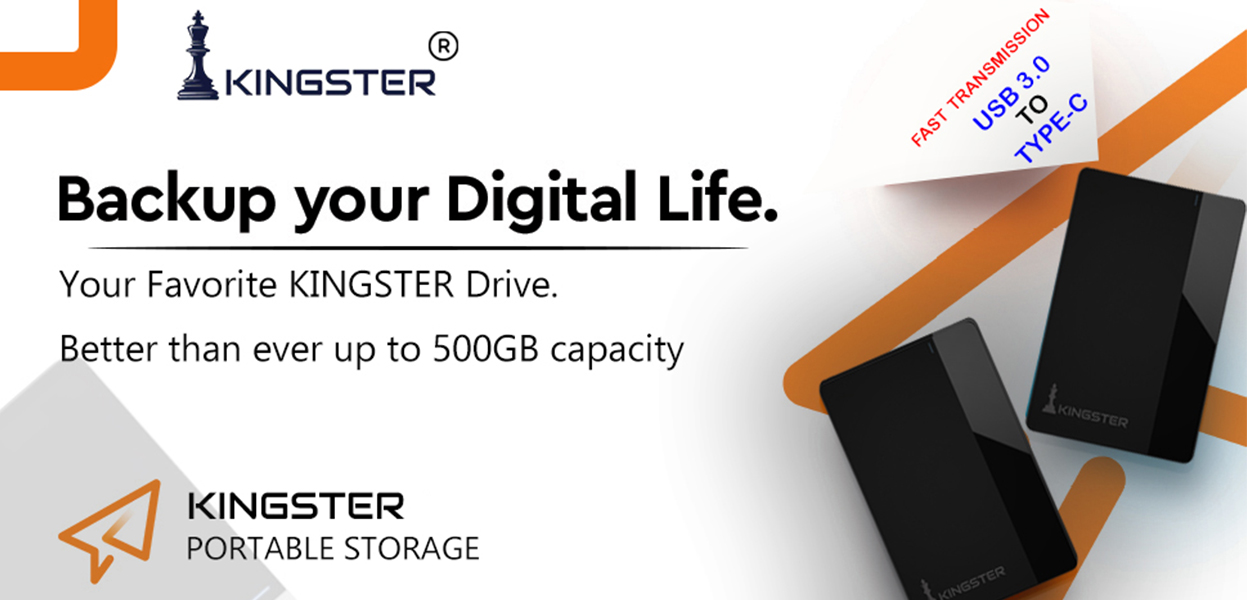 KINGSTER ®
FAST TRANSMISSION
USB 3.0
TO
TYPE-C
Backup your Digital Life.
Your Favorite KINGSTER Drive.
Better than ever up to 500GB capacity
KINGSTER
KINGSTER
KINGSTER
PORTABLE STORAGE